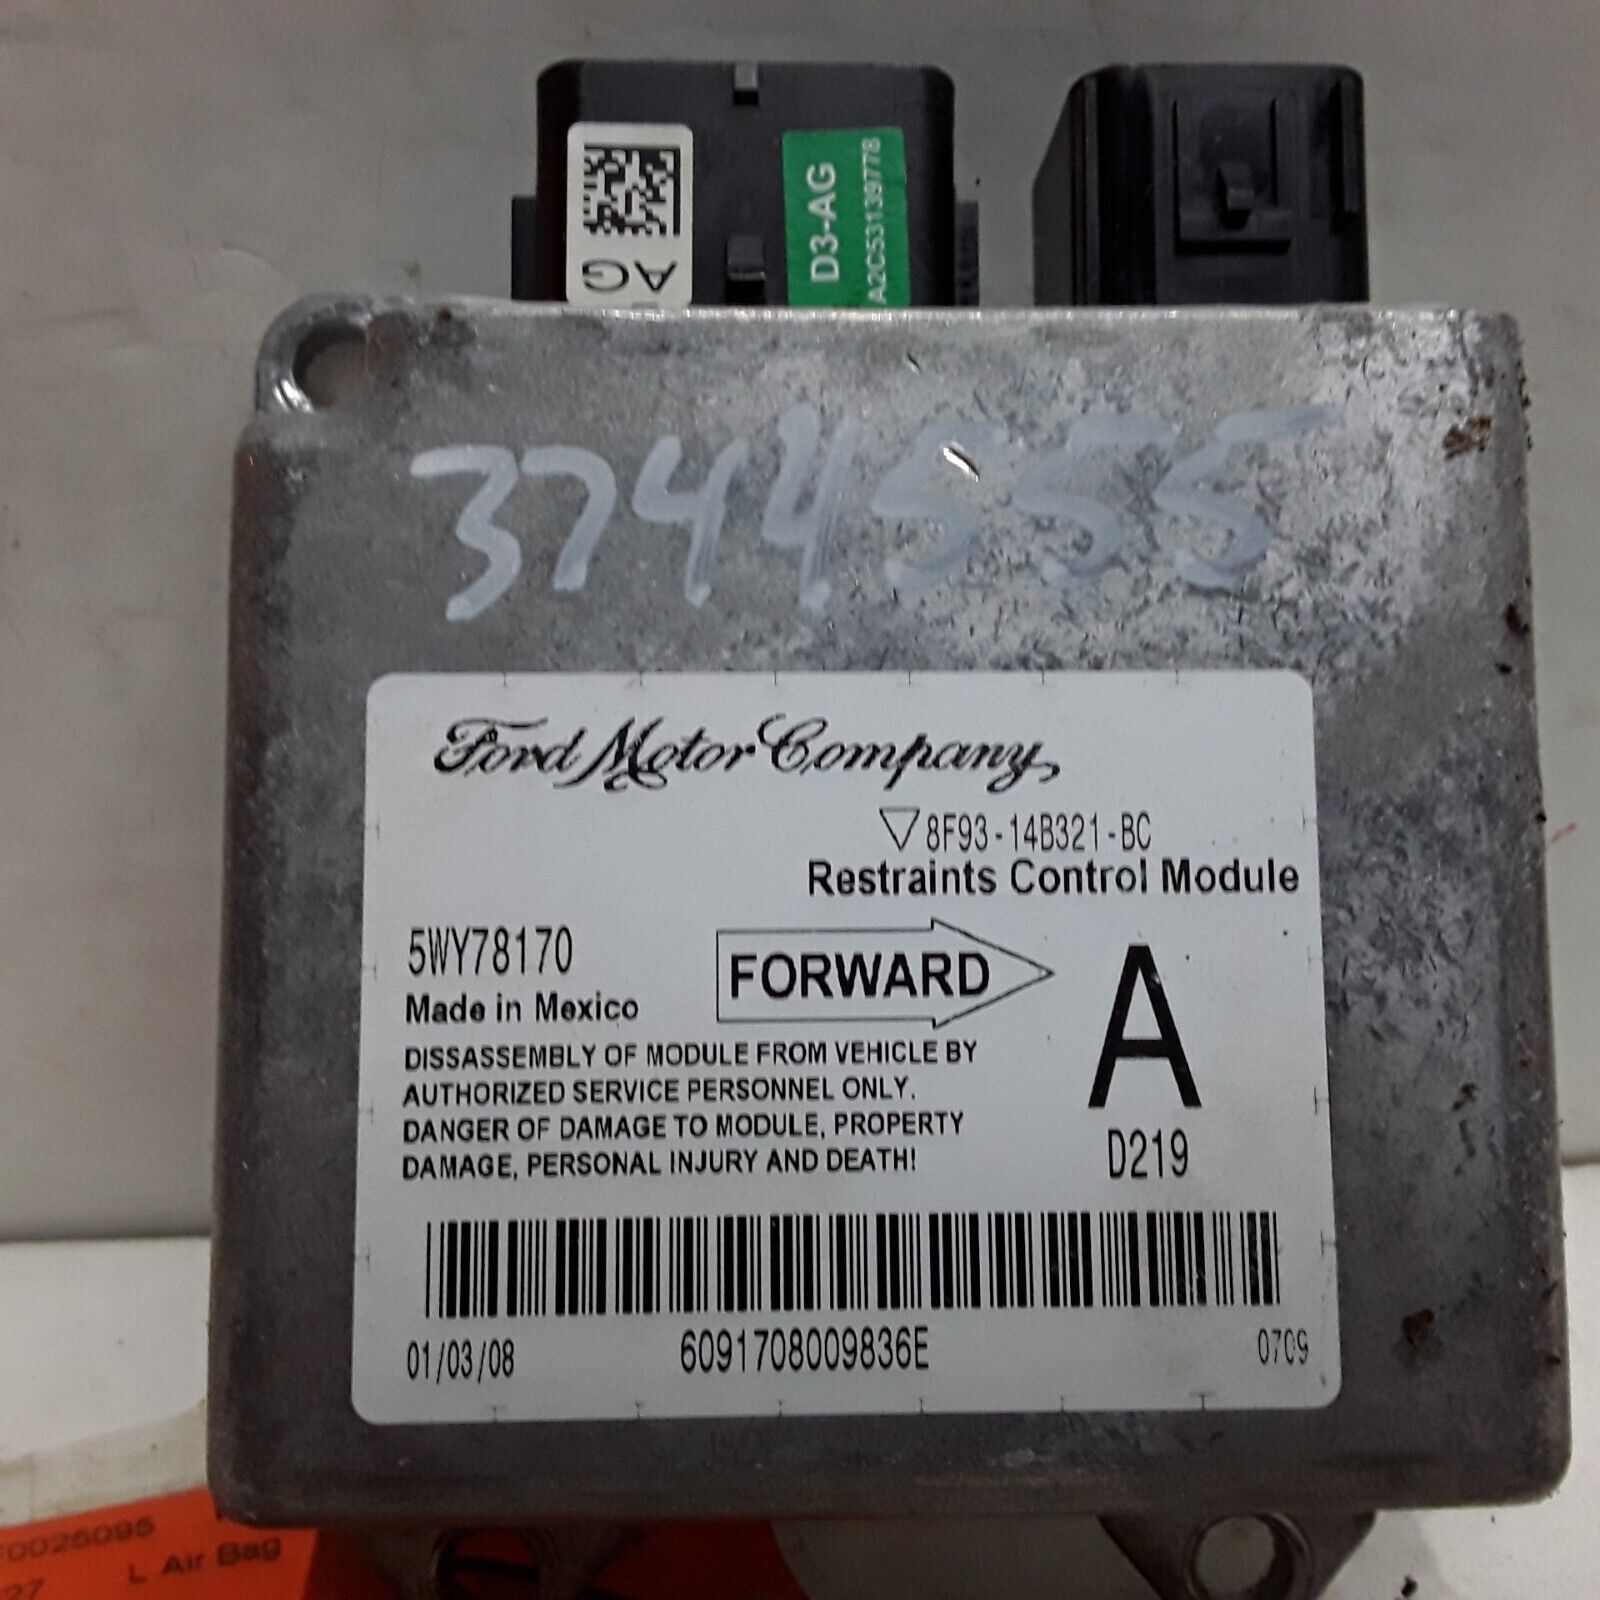 AG
D3-AG
A2C53139778
3744555
Ford Motor Company
8F93-14B321-BC
Restraints Control Module
5WY78170
FORWARD
A
Made in Mexico
DISSASSEMBLY OF MODULE FROM VEHICLE BY
AUTHORIZED SERVICE PERSONNEL ONLY.
DANGER OF DAMAGE TO MODULE, PROPERTY
DAMAGE, PERSONAL INJURY AND DEATH!
D219
01/03/08
6091708009836E
0709
0025095
27
L Air Bag